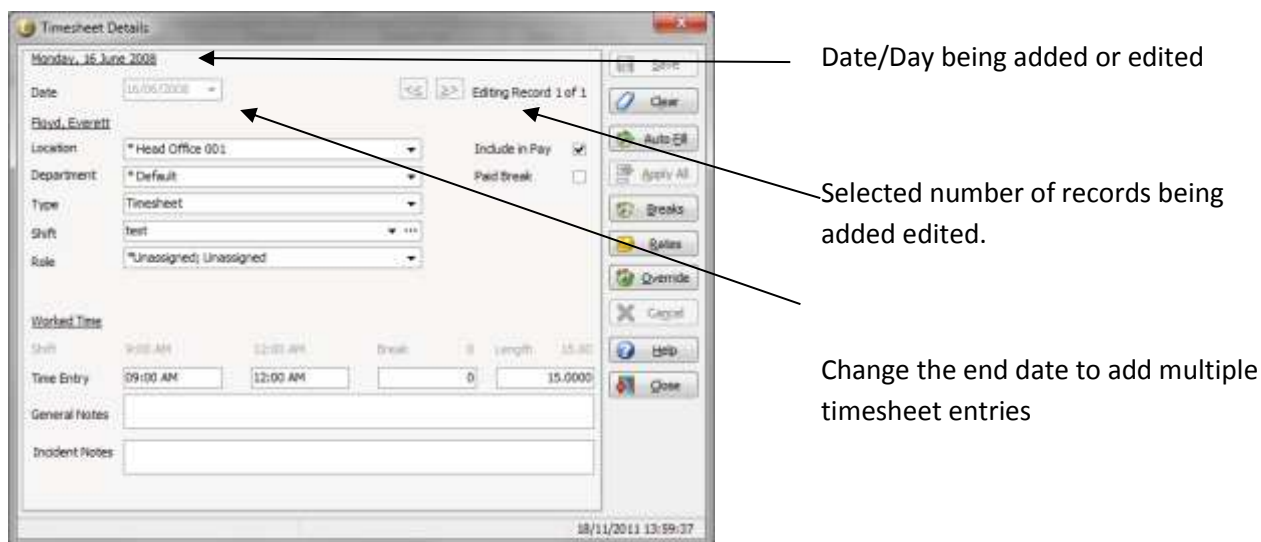 Timesheet Details
Monday, 16 June 2008
Date/Day being added or edited
Save
Date 16/06/2008 << >> Editing Record 1 of 1
Clear
Floyd, Everett
Auto Fill
Location * Head Office 001 Include in Pay
Department * Default Paid Break Apply All
Selected number of records being
added edited.
Type Timesheet
Breaks
Shift test ...
Rates
Role *Unassigned; Unassigned
Override
Cancel
Worked Time
Shift 9:00 AM 12:00 AM Break 0 Length 15.00
Help
Time Entry 09:00 AM 12:00 AM 0 15.0000
Close
Change the end date to add multiple
timesheet entries
General Notes
Incident Notes
18/11/2011 13:59:37